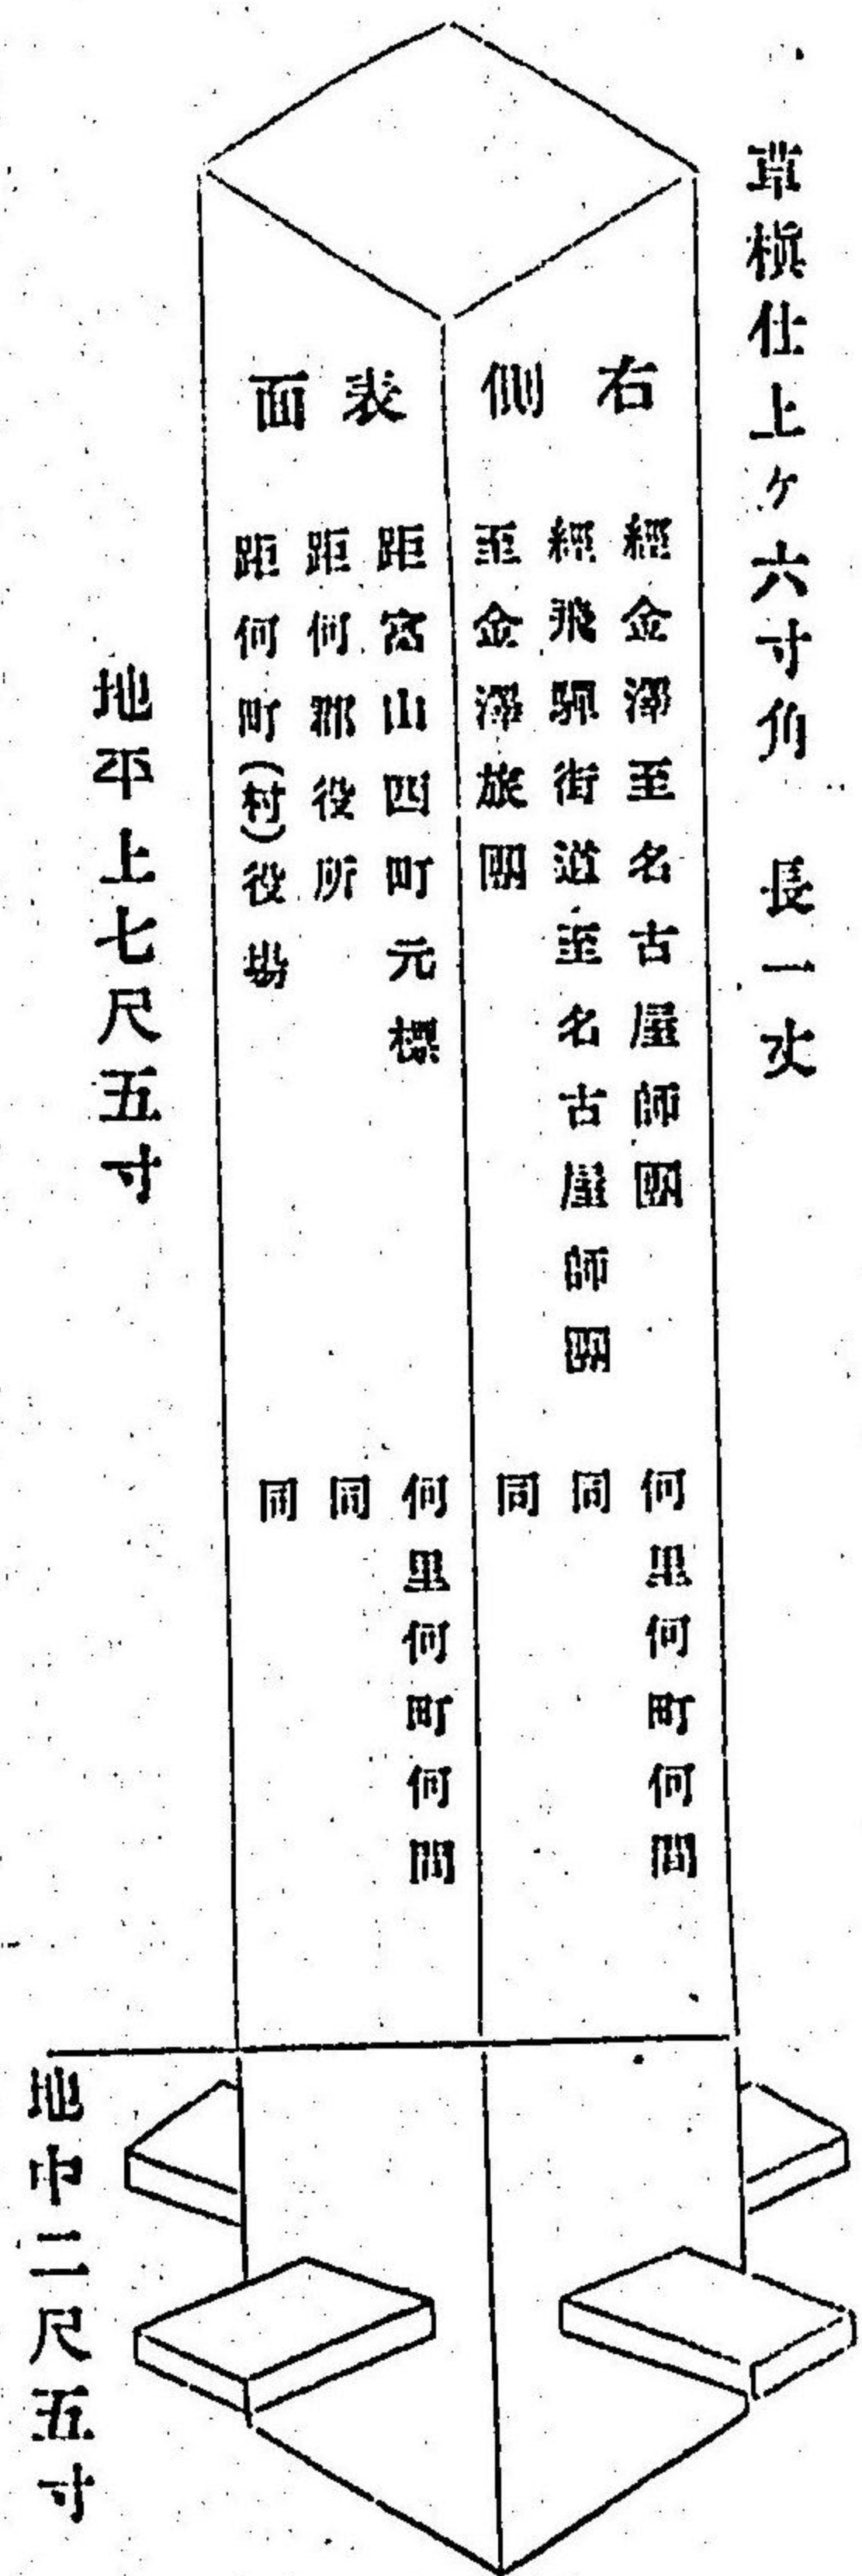 草槇仕上ケ六寸角　長一丈
右側
經金澤至名古屋師團　何里何町何間
經飛驒街道至名古屋師團　同
至金澤旅團　同
表面
距富山四町元標　何里何町何間
距何郡役所　同
距何町(村)役場　同
地平上七尺五寸
地中二尺五寸